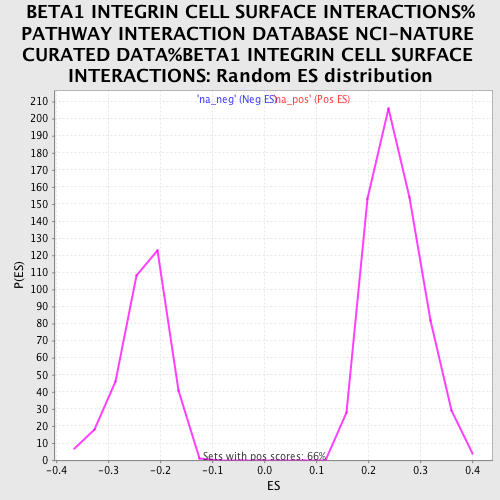 BETA1 INTEGRIN CELL SURFACE INTERACTIONS%
PATHWAY INTERACTION DATABASE NCI-NATURE
CURATED DATA%BETA1 INTEGRIN CELL SURFACE
INTERACTIONS: Random ES distribution
'na_neg' (Neg ES)
'na_pos' (Pos ES)
P(ES)
210
200
190
180
170
160
150
140
130
120
110
100
90
80
70
60
50
40
30
20
10
0
Sets with pos scores: 66%
-0.4 -0.3 -0.2 -0.1 0.0 0.1 0.2 0.3 0.4
ES